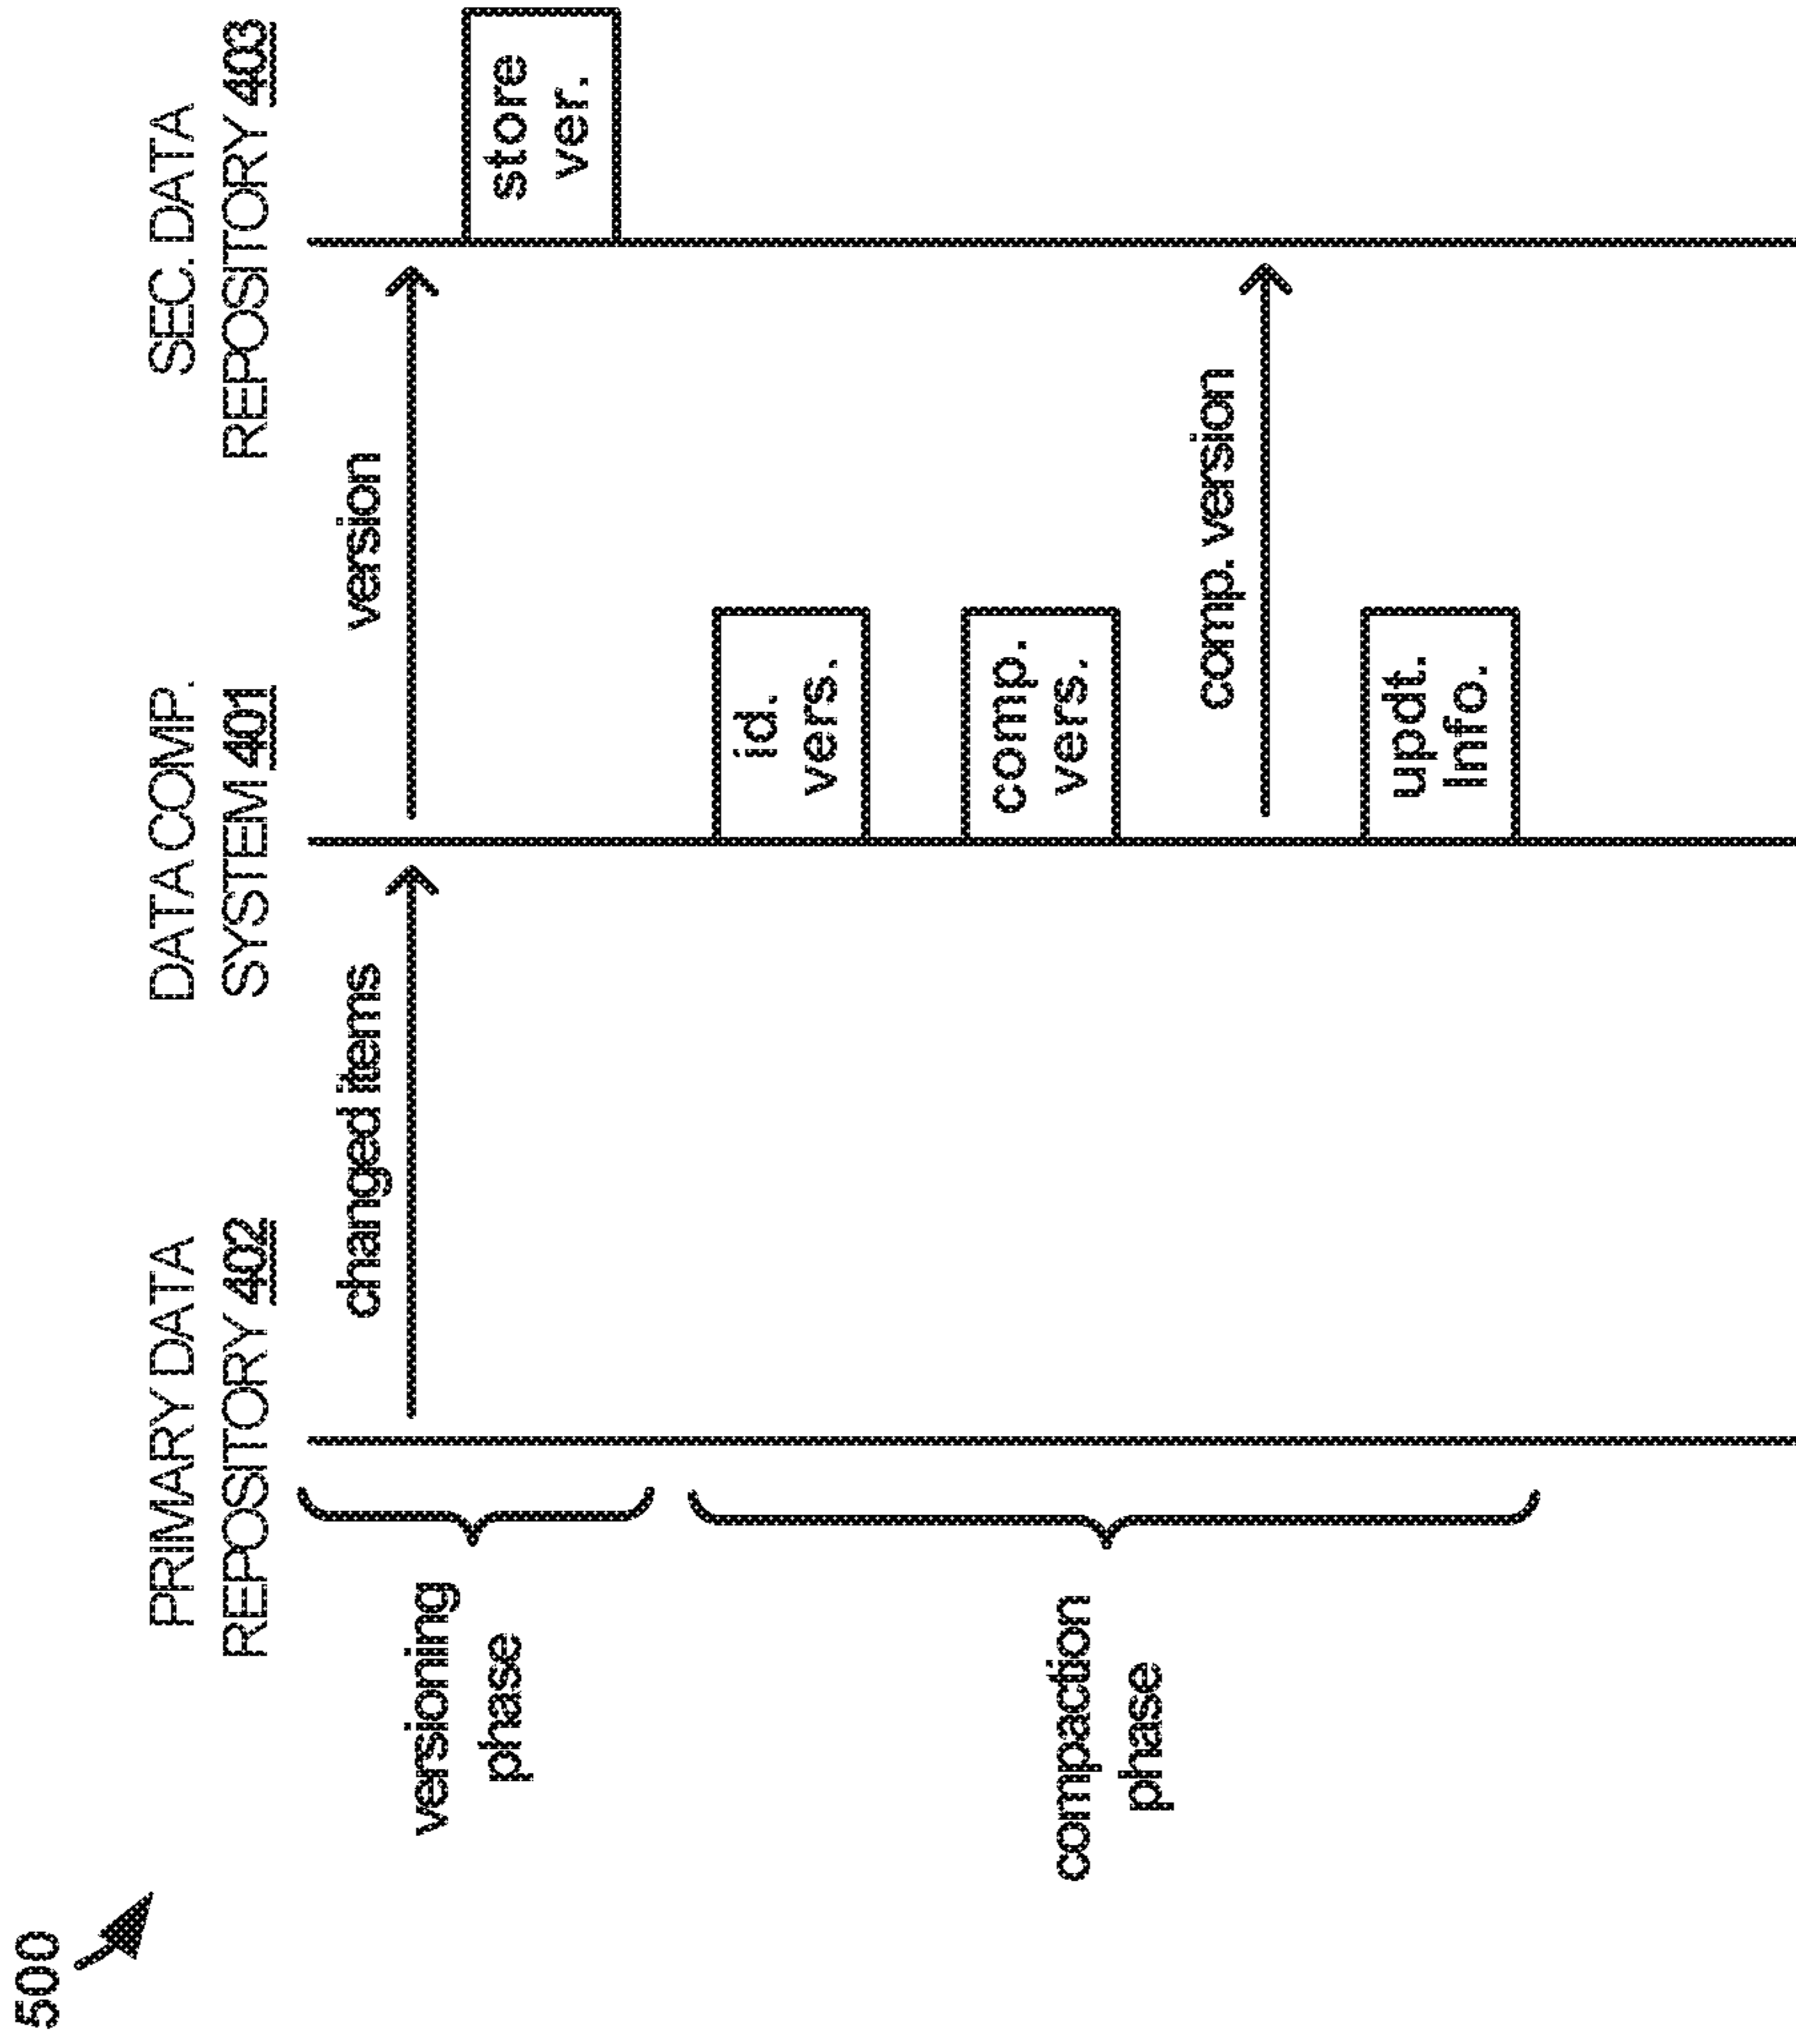 500
PRIMARY DATA
REPOSITORY 402
DATA COMP.
SYSTEM 401
SEC. DATA
REPOSITORY 403
versioning
phase
changed items
version
store
ver.
compaction
phase
id.
vers.
comp.
vers.
comp. version
updt.
Info.